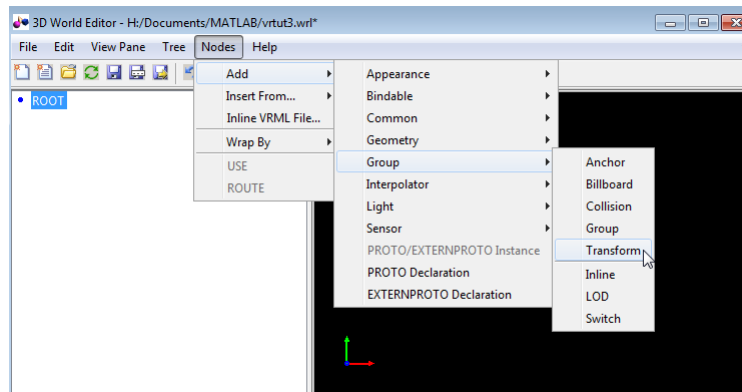 3D World Editor - H:/Documents/MATLAB/vrtut3.wrl*
File Edit View Pane Tree Nodes Help
ROOT
Add
Insert From...
Inline VRML File...
Wrap By
USE
ROUTE
Appearance
Bindable
Common
Geometry
Group
Interpolator
Light
Sensor
PROTO/EXTERNPROTO Instance
PROTO Declaration
EXTERNPROTO Declaration
Anchor
Billboard
Collision
Group
Transform
Inline
LOD
Switch